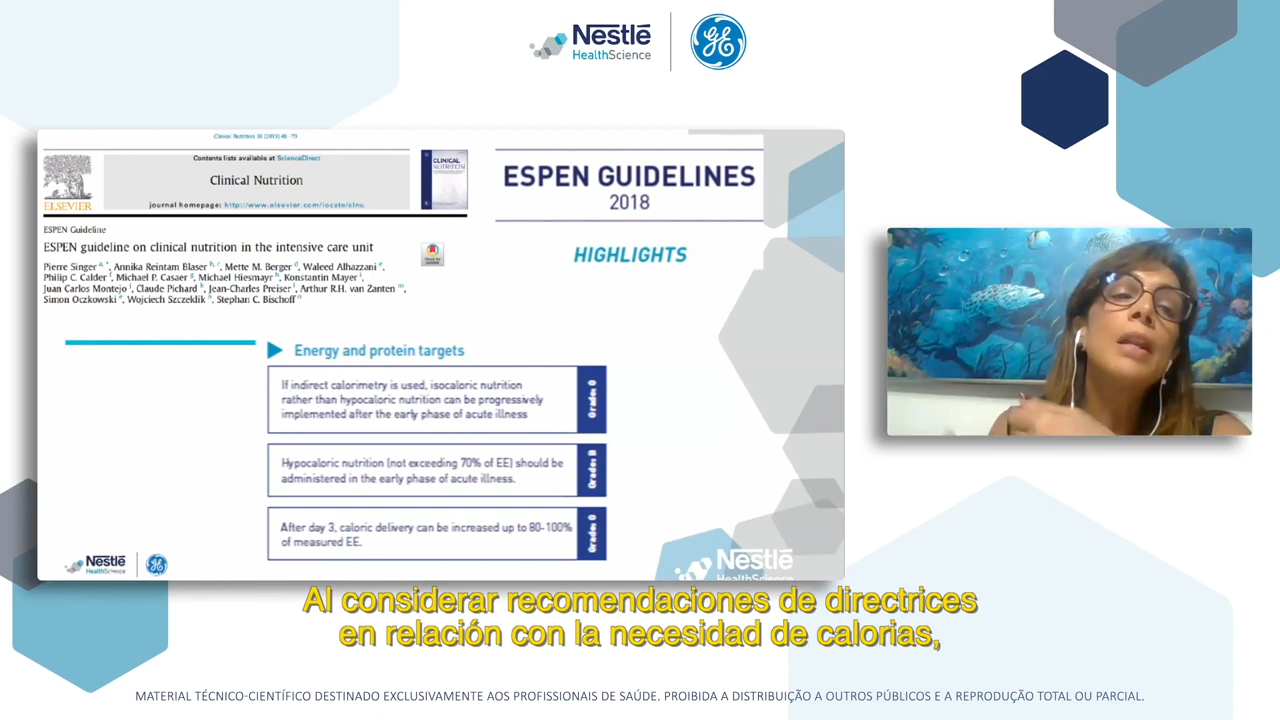 Nestlé
HealthScience
Clinical Nutrition 38 (2019) 48-79
Contents lists available at ScienceDirect
Clinical Nutrition
journal homepage: http://www.elsevier.com/locate/clnu
ELSEVIER
CLINICAL
NUTRITION
ESPEN GUIDELINES
2018
HIGHLIGHTS
ESPEN Guideline
ESPEN guideline on clinical nutrition in the intensive care unit
Pierre Singer, Annika Reintam Blaser, Mette M. Berger, Waleed Alhazzani,
Philip C. Calder, Michael P. Casaer, Michael Hiesmayr, Konstantin Mayer,
Juan Carlos Montejo, Claude Pichard, Jean-Charles Preiser, Arthur R.H. van Zanten,
Simon Oczkowski, Wojciech Szczeklik, Stephan C. Bischoff
Energy and protein targets
If indirect calorimetry is used, isocaloric nutrition
rather than hypocaloric nutrition can be progressively
implemented after the early phase of acute illness
Grades 0
Hypocaloric nutrition (not exceeding 70% of EE) should be
administered in the early phase of acute illness.
Grades B
After day 3, caloric delivery can be increased up to 80-100%
of measured EE.
Grades 0
Nestlé
HealthScience
Nestlé
HealthScience
Al considerar recomendaciones de directrices
en relación con la necesidad de calorias,
MATERIAL TÉCNICO-CIENTÍFICO DESTINADO EXCLUSIVAMENTE AOS PROFISSIONAIS DE SAÚDE. PROIBIDA A DISTRIBUIÇÃO A OUTROS PÚBLICOS E A REPRODUÇÃO TOTAL OU PARCIAL.